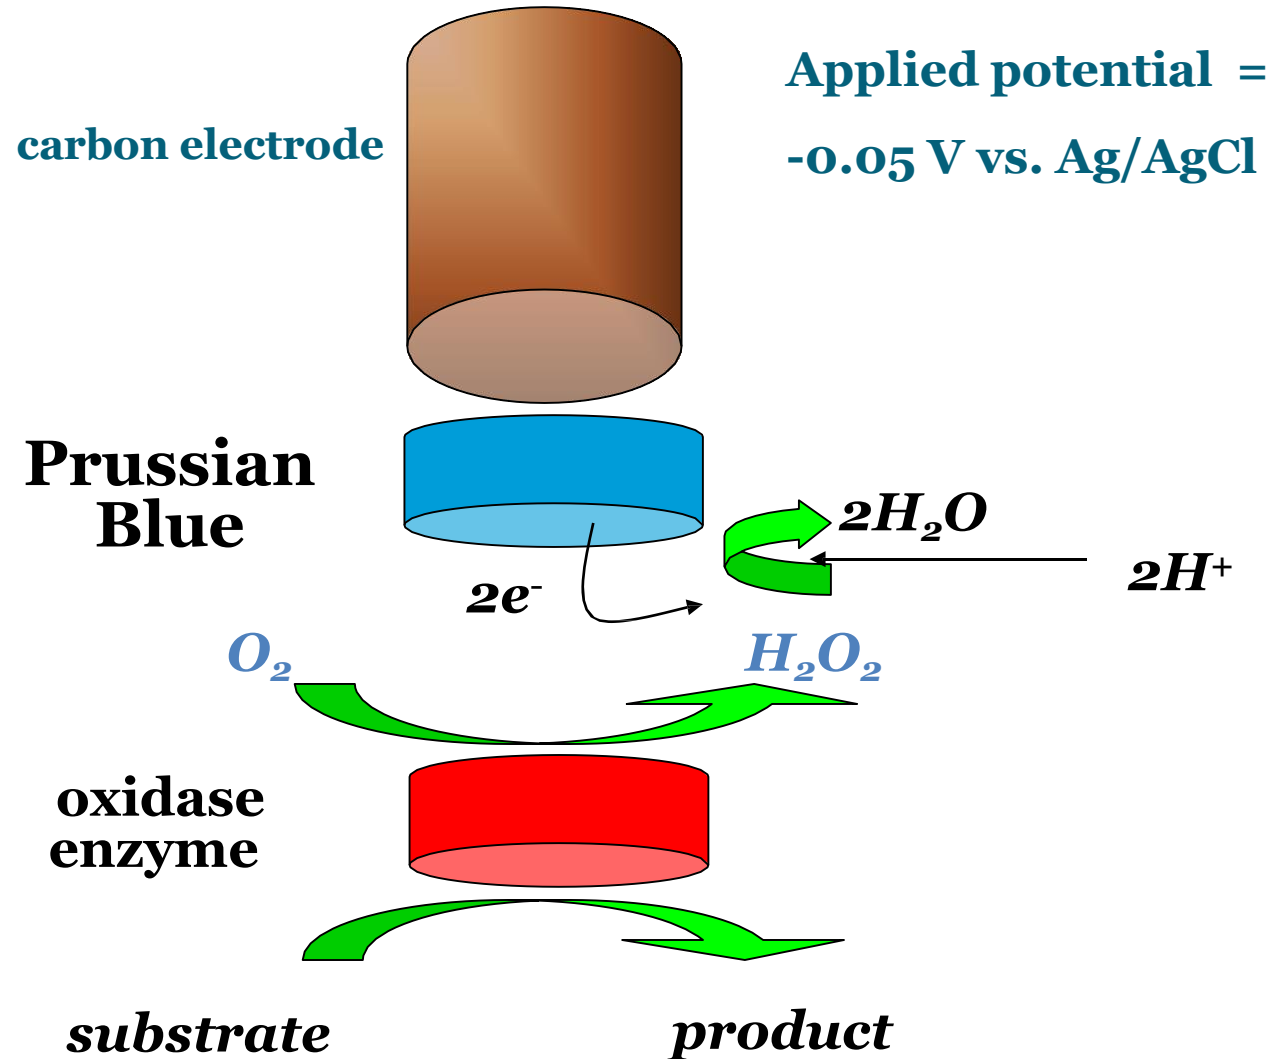 Applied potential =
-0.05 V vs. Ag/AgCl
carbon electrode
Prussian
Blue
2H₂O
2H⁺
2e⁻
O₂
H₂O₂
oxidase
enzyme
substrate
product